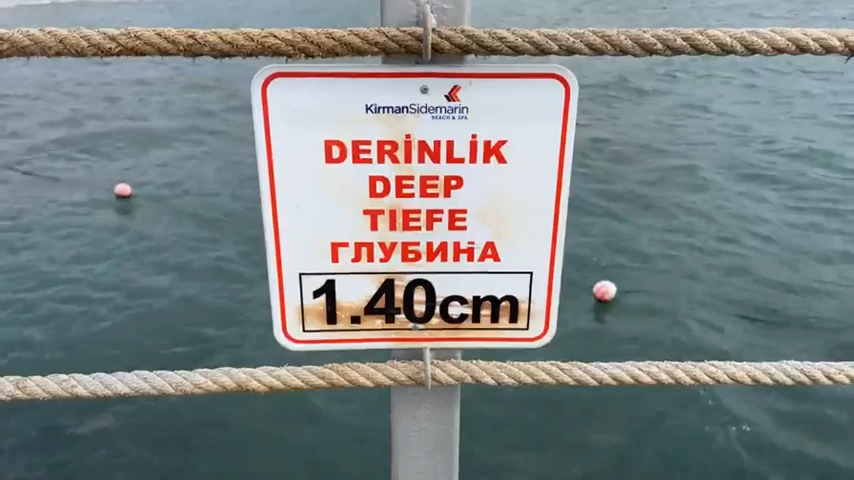 KirmanSidemarin
BEACH & SPA
DERİNLİK
DEEP
TIEFE
ГЛУБИНА
1.40cm